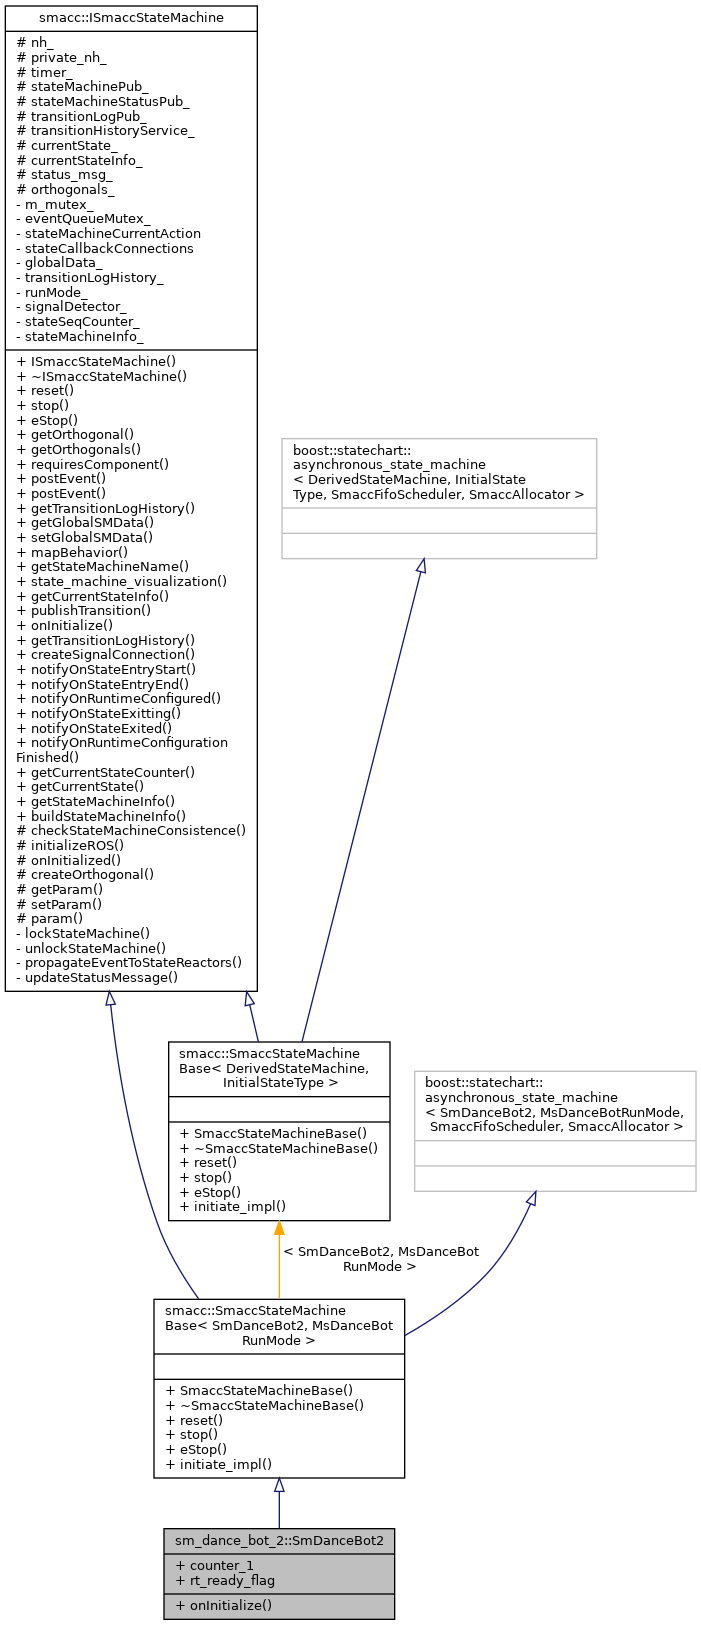 smacc::ISmaccStateMachine
# nh_
# private_nh_
# timer_
# stateMachinePub_
# stateMachineStatusPub_
# transitionLogPub_
# transitionHistoryService_
# currentState_
# currentStateInfo_
# status_msg_
# orthogonals_
- m_mutex_
- eventQueueMutex_
- stateMachineCurrentAction
- stateCallbackConnections
- globalData_
- transitionLogHistory_
- runMode_
- signalDetector_
- stateSeqCounter_
- stateMachineInfo_
+ ISmaccStateMachine()
+ ~ISmaccStateMachine()
+ reset()
+ stop()
+ eStop()
+ getOrthogonal()
+ getOrthogonals()
+ requiresComponent()
+ postEvent()
+ postEvent()
+ getTransitionLogHistory()
+ getGlobalSMData()
+ setGlobalSMData()
+ mapBehavior()
+ getStateMachineName()
+ state_machine_visualization()
+ getCurrentStateInfo()
+ publishTransition()
+ onInitialize()
+ getTransitionLogHistory()
+ createSignalConnection()
+ notifyOnStateEntryStart()
+ notifyOnStateEntryEnd()
+ notifyOnRuntimeConfigured()
+ notifyOnStateExitting()
+ notifyOnStateExited()
+ notifyOnRuntimeConfiguration
Finished()
+ getCurrentStateCounter()
+ getCurrentState()
+ getStateMachineInfo()
+ buildStateMachineInfo()
# checkStateMachineConsistence()
# initializeROS()
# onInitialized()
# createOrthogonal()
# getParam()
# setParam()
# param()
- lockStateMachine()
- unlockStateMachine()
- propagateEventToStateReactors()
- updateStatusMessage()
boost::statechart::
asynchronous_state_machine
< DerivedStateMachine, InitialState
Type, SmaccFifoScheduler, SmaccAllocator >
smacc::SmaccStateMachine
Base< DerivedStateMachine,
InitialStateType >
+ SmaccStateMachineBase()
+ ~SmaccStateMachineBase()
+ reset()
+ stop()
+ eStop()
+ initiate_impl()
boost::statechart::
asynchronous_state_machine
< SmDanceBot2, MsDanceBotRunMode,
SmaccFifoScheduler, SmaccAllocator >
< SmDanceBot2, MsDanceBot
RunMode >
smacc::SmaccStateMachine
Base< SmDanceBot2, MsDanceBot
RunMode >
+ SmaccStateMachineBase()
+ ~SmaccStateMachineBase()
+ reset()
+ stop()
+ eStop()
+ initiate_impl()
sm_dance_bot_2::SmDanceBot2
+ counter_1
+ rt_ready_flag
+ onInitialize()